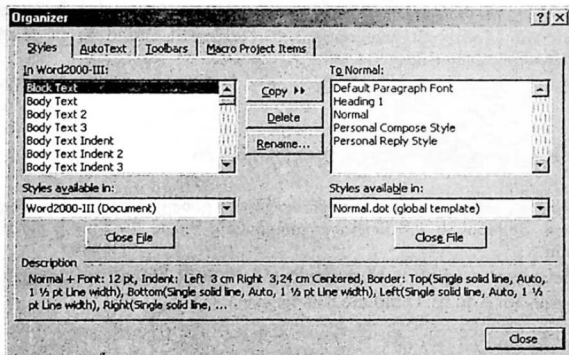 Organizer
Styles AutoText Toolbars Macro Project Items
In Word2000-III:
Block Text
Body Text
Body Text 2
Body Text 3
Body Text Indent
Body Text Indent 2
Body Text Indent 3
Copy
Delete
Rename...
To Normal:
Default Paragraph Font
Heading 1
Normal
Personal Compose Style
Personal Reply Style
Styles available in:
Word2000-III (Document)
Close File
Styles available in:
Normal.dot (global template)
Close File
Description
Normal + Font: 12 pt, Indent: Left 3 cm Right 3,24 cm Centered, Border: Top(Single solid line, Auto,
1 ½ pt Line width), Bottom(Single solid line, Auto, 1 ½ pt Line width), Left(Single solid line, Auto, 1 ½
pt Line width), Right(Single solid line, ...
Close